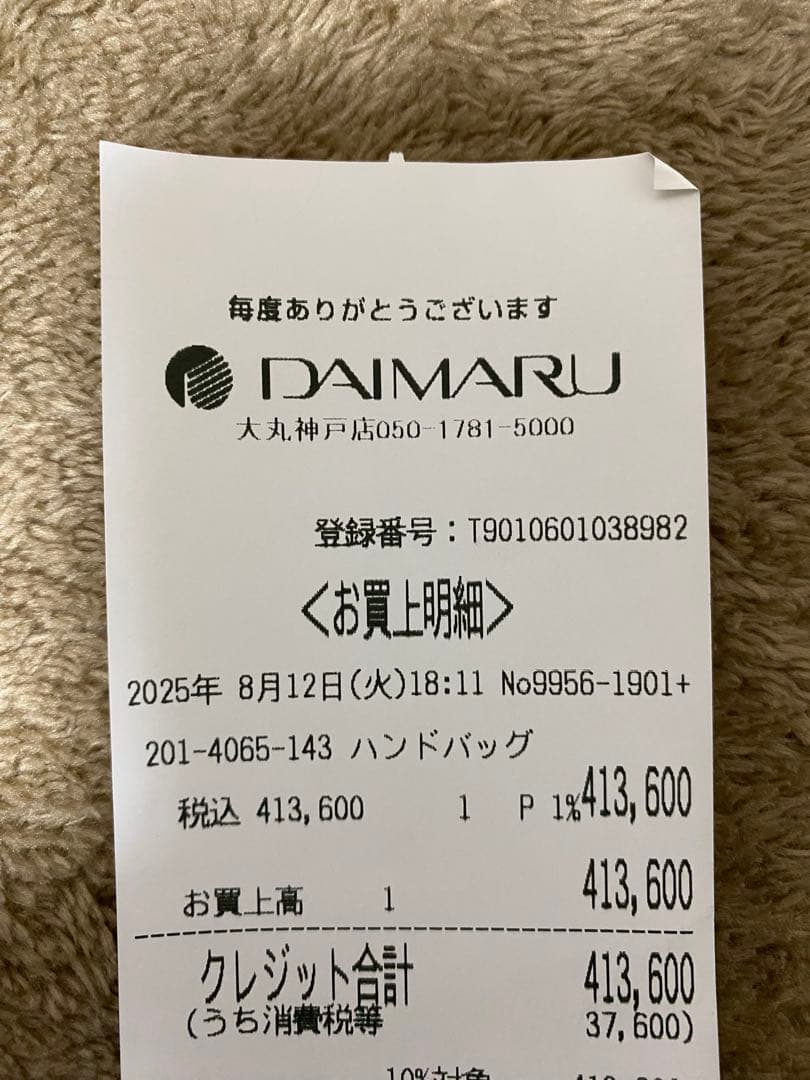 毎度ありがとうございます
DAIMARU
大丸神戸店050-1781-5000
登録番号：T9010601038982
＜お買上明細＞
2025年 8月12日(火)18:11 No9956-1901+
201-4065-143 ハンドバッグ
税込 413,600 1 P 1%413,600
お買上高 1 413,600
クレジット合計 413,600
(うち消費税等 37,600)
10%対象